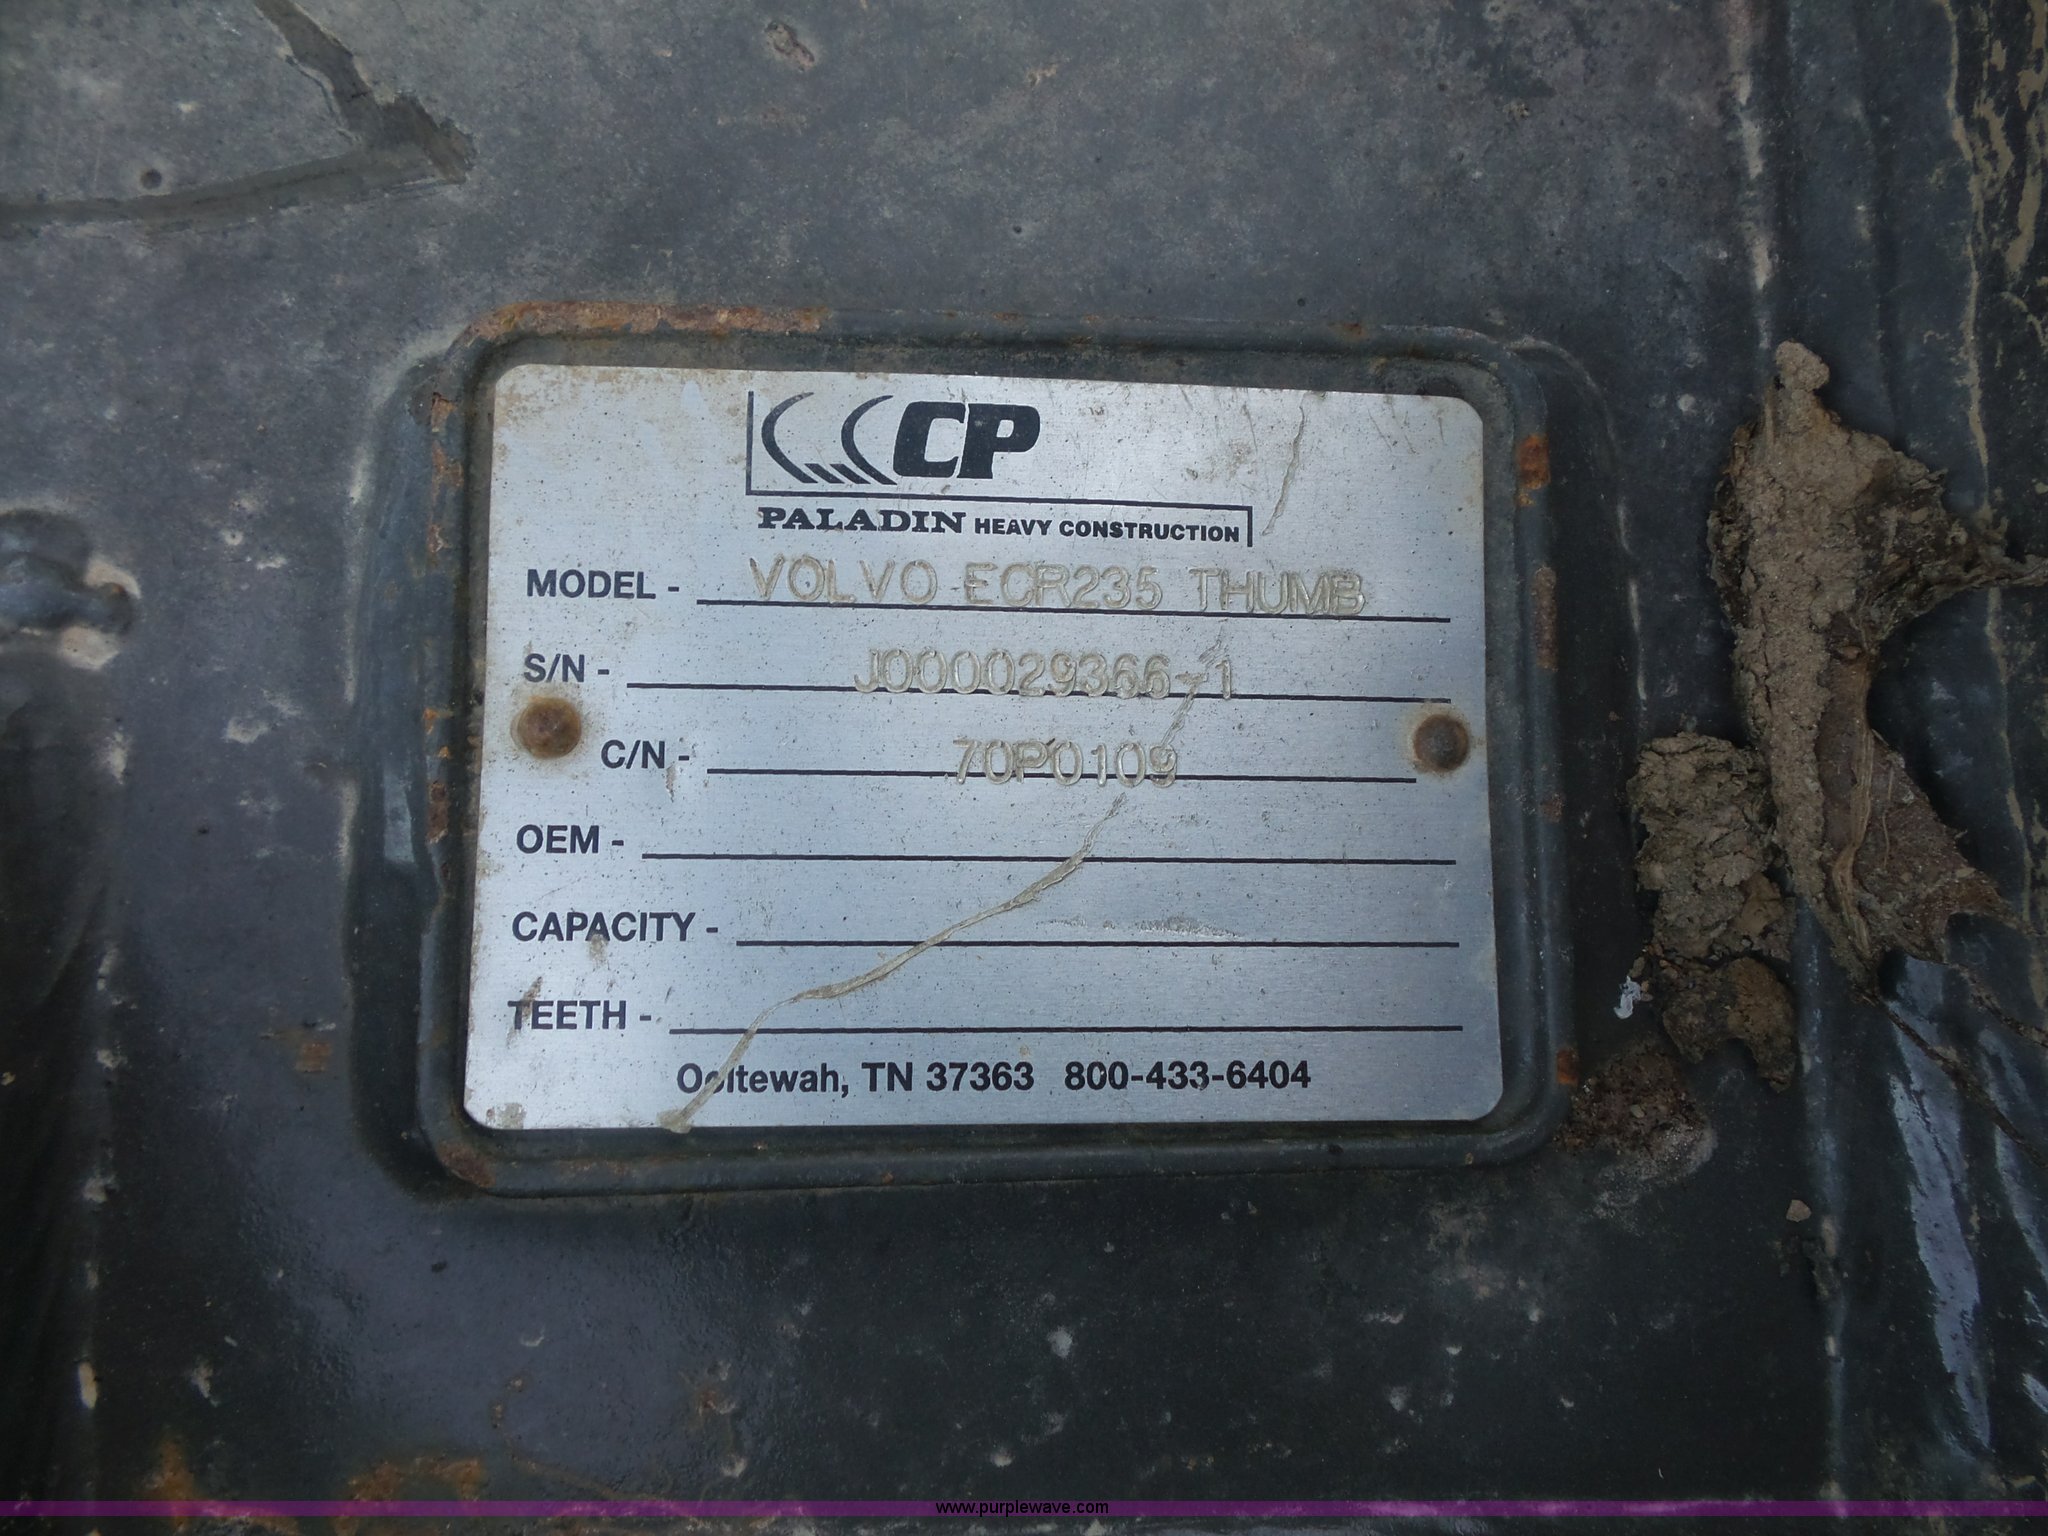 CP
PALADIN HEAVY CONSTRUCTION
MODEL - VOLVO ECR235 THUMB
S/N - J000029366-1
C/N - 70P0109
OEM -
CAPACITY -
TEETH -
Ooltewah, TN 37363 800-433-6404
www.purplewave.com